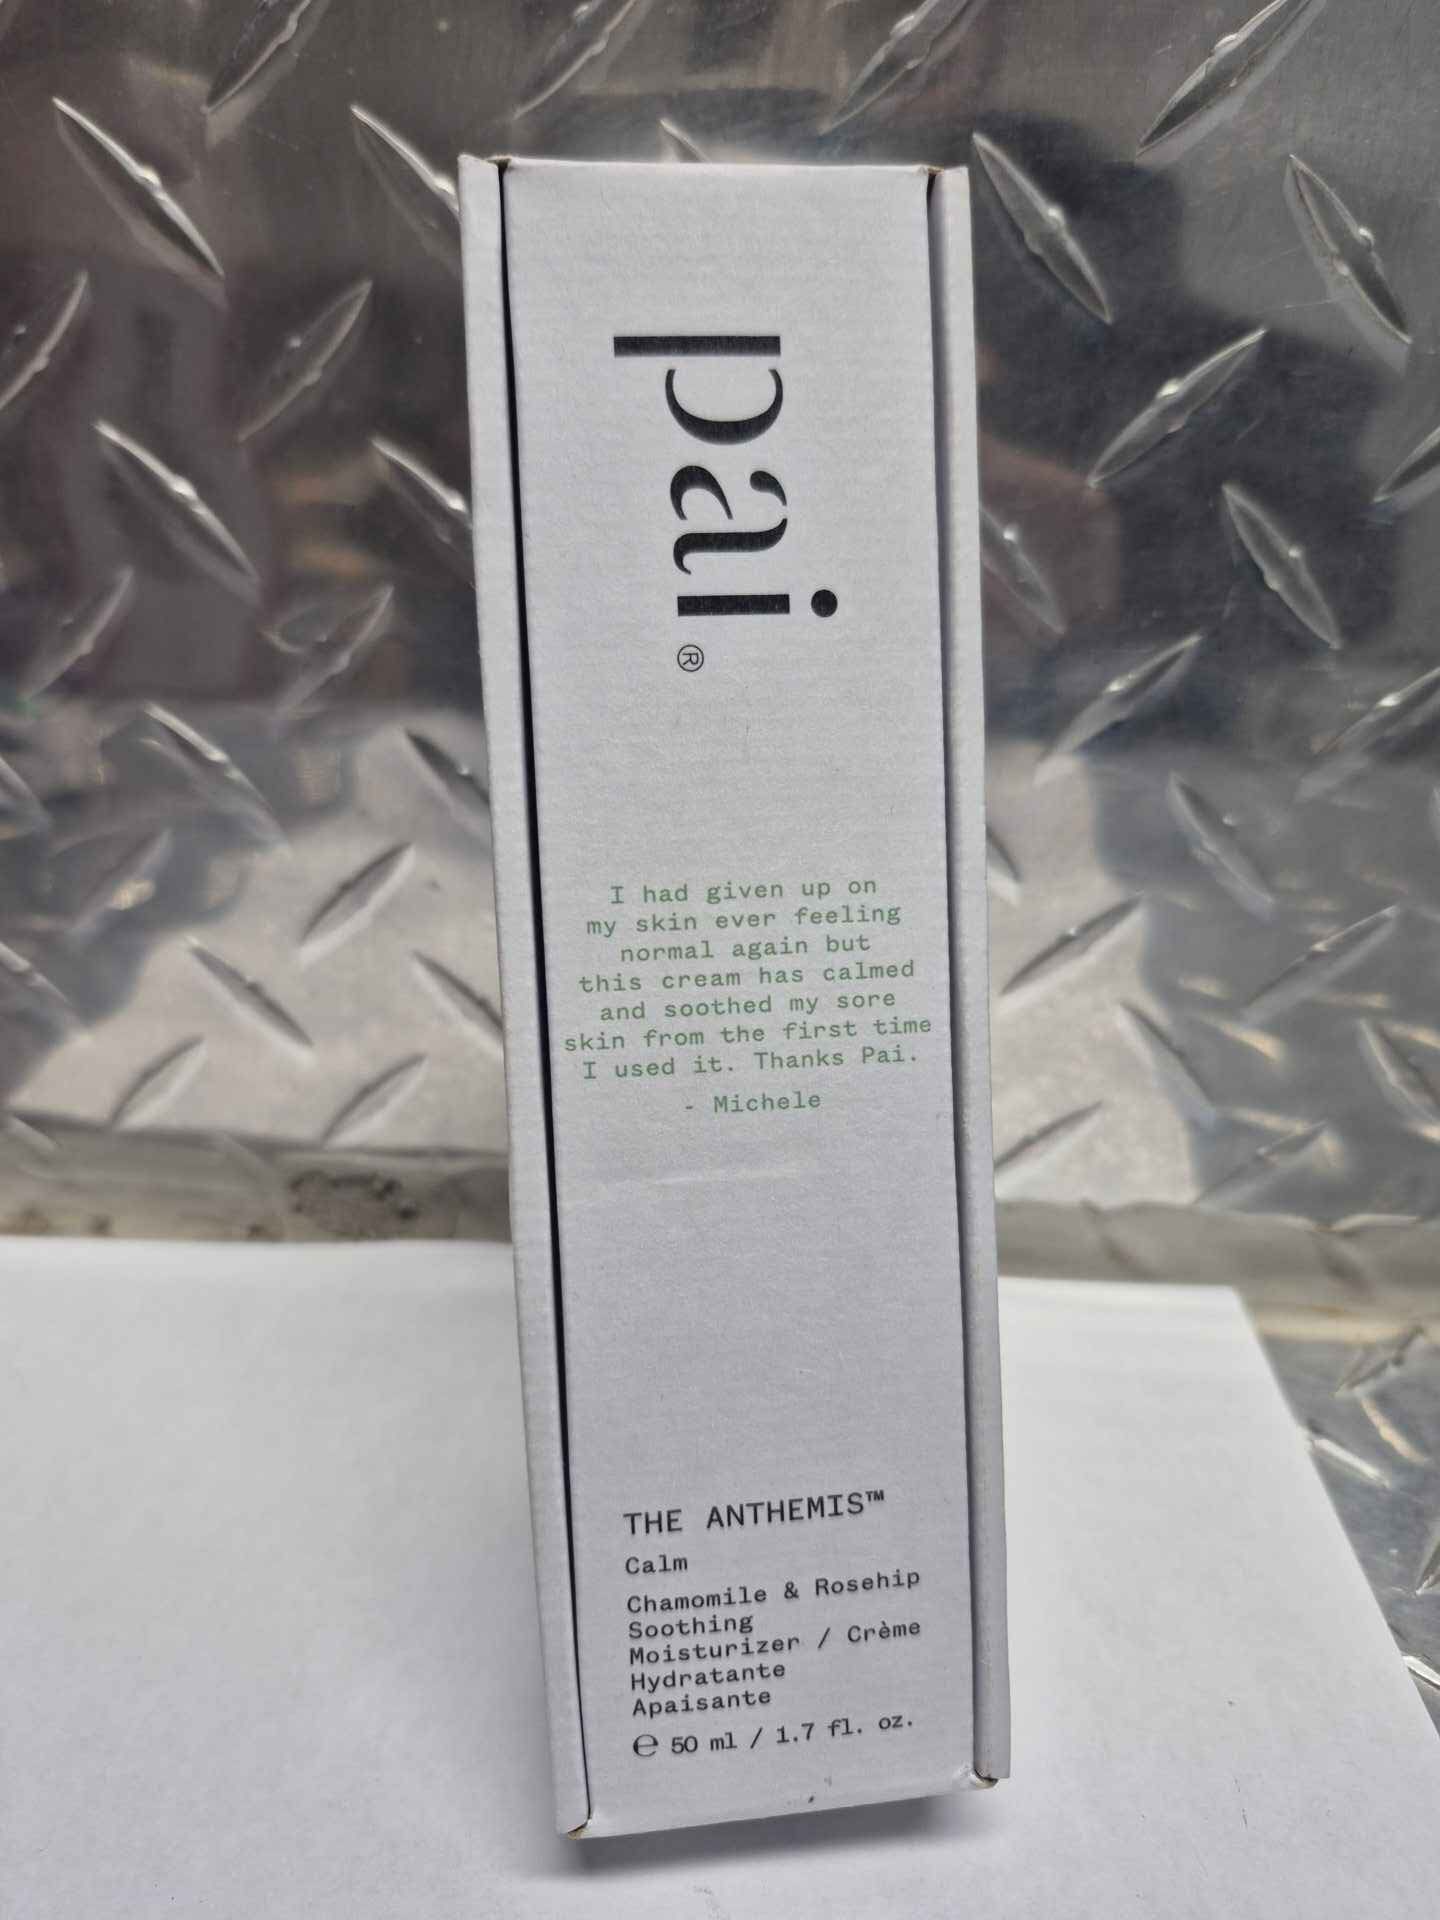 pai®
I had given up on
my skin ever feeling
normal again but
this cream has calmed
and soothed my sore
skin from the first time
I used it. Thanks Pai.
- Michele
THE ANTHEMIS™
Calm
Chamomile & Rosehip
Soothing
Moisturizer / Crème
Hydratante
Apaisante
℮ 50 ml / 1.7 fl. oz.